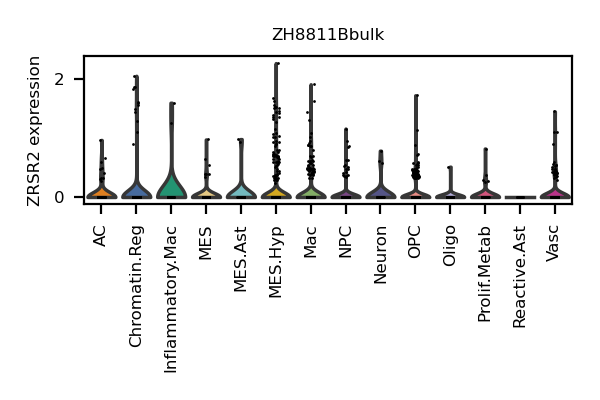 ZH8811Bbulk
ZRSR2 expression
2
0
AC
Chromatin.Reg
Inflammatory.Mac
MES
MES.Ast
MES.Hyp
Mac
NPC
Neuron
OPC
Oligo
Prolif.Metab
Reactive.Ast
Vasc